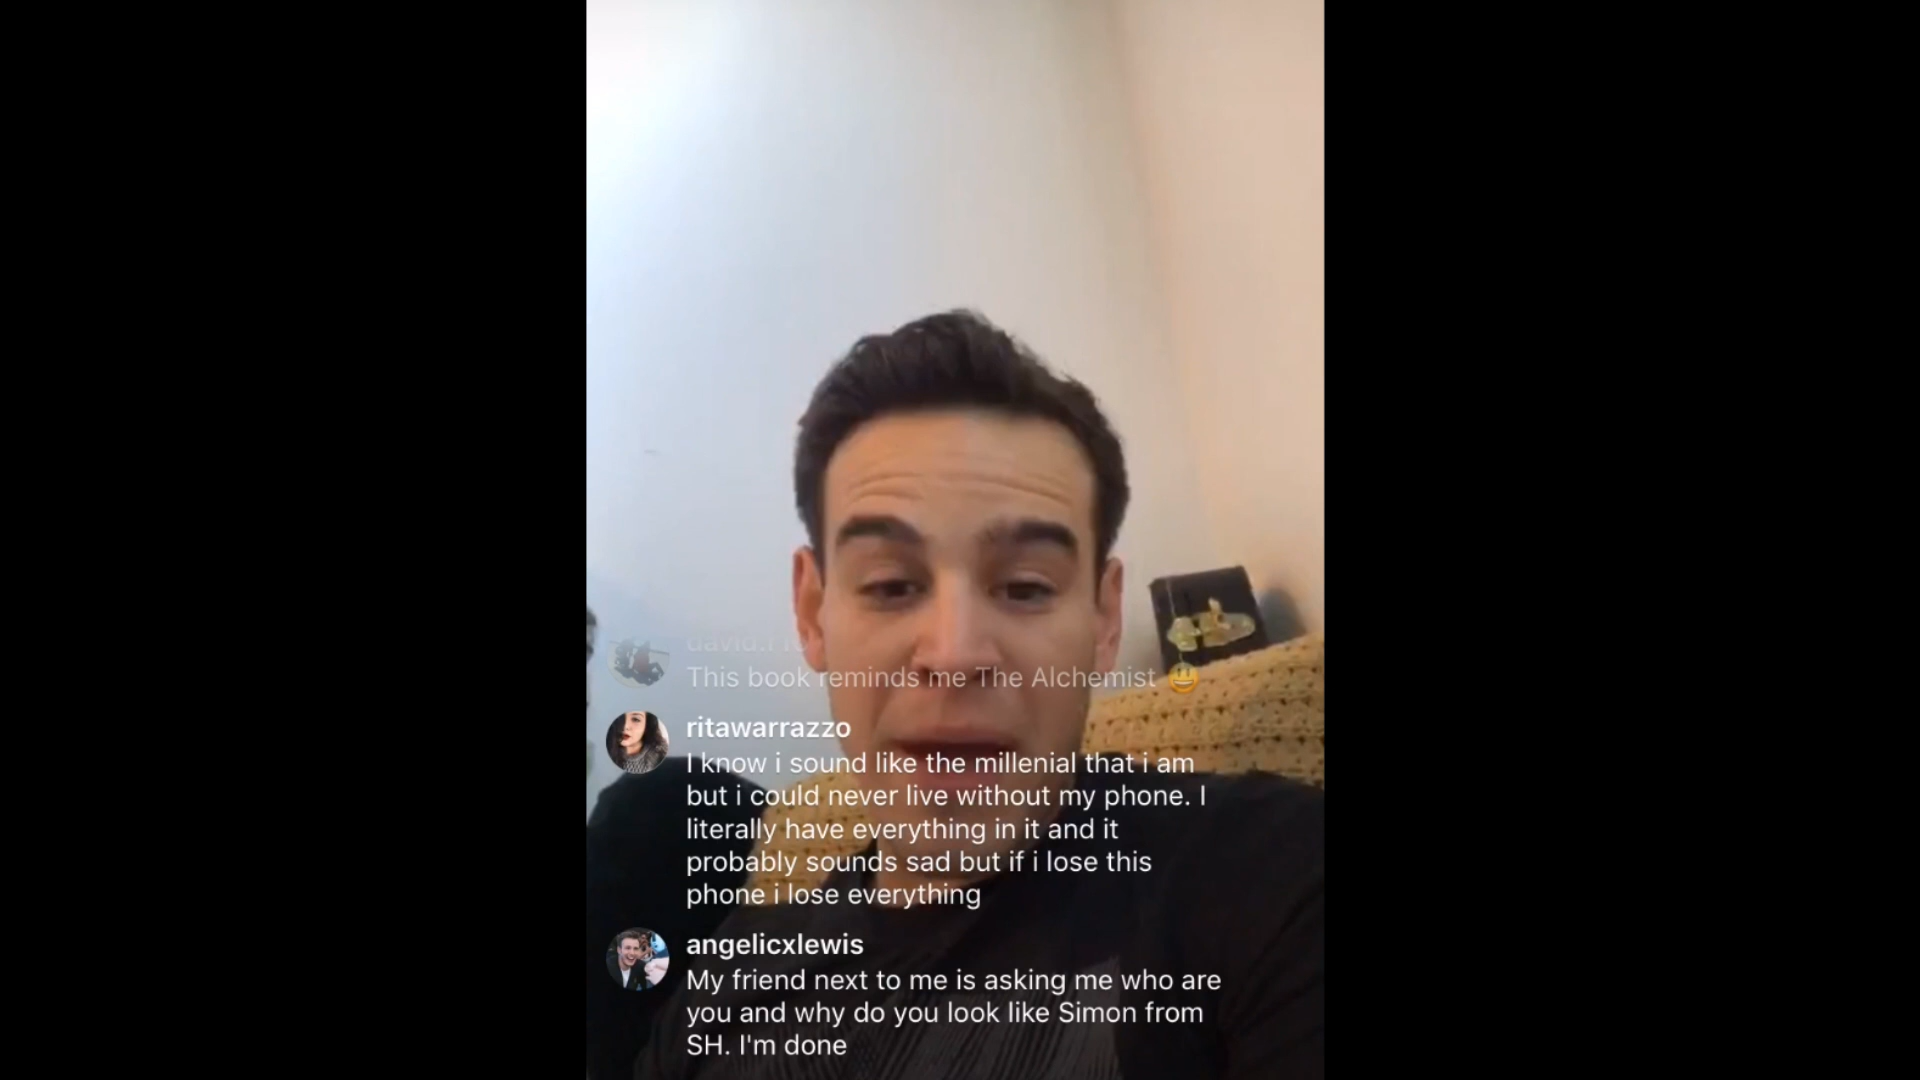 This book reminds me The Alchemist 😃
ritawarrazzo
I know i sound like the millenial that i am
but i could never live without my phone. I
literally have everything in it and it
probably sounds sad but if i lose this
phone i lose everything
angelicxlewis
My friend next to me is asking me who are
you and why do you look like Simon from
SH. I'm done